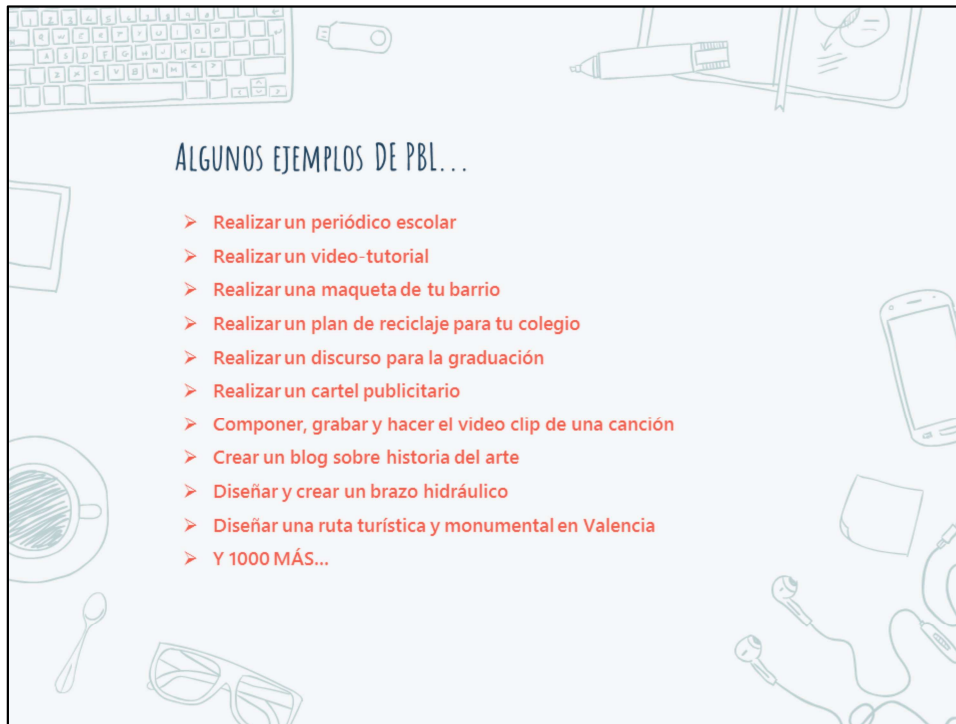 ALGUNOS EJEMPLOS DE PBL...
➢ Realizar un periódico escolar
➢ Realizar un video-tutorial
➢ Realizar una maqueta de tu barrio
➢ Realizar un plan de reciclaje para tu colegio
➢ Realizar un discurso para la graduación
➢ Realizar un cartel publicitario
➢ Componer, grabar y hacer el video clip de una canción
➢ Crear un blog sobre historia del arte
➢ Diseñar y crear un brazo hidráulico
➢ Diseñar una ruta turística y monumental en Valencia
➢ Y 1000 MÁS...